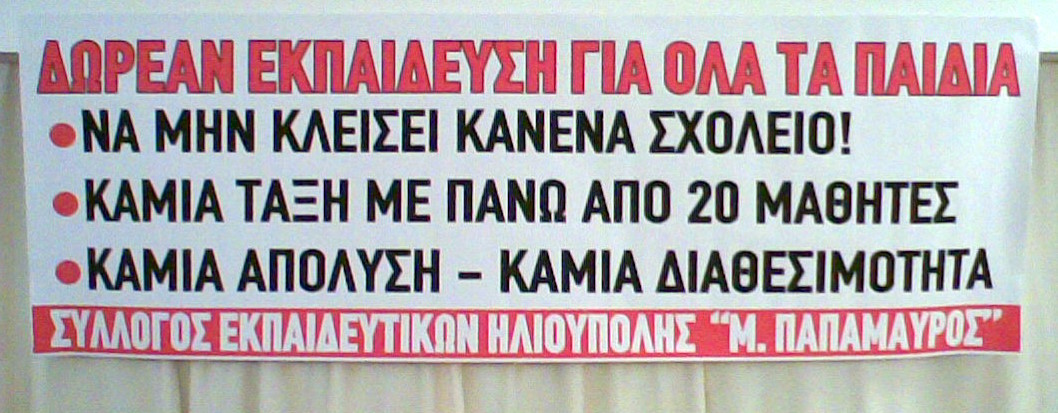 ΔΩΡΕΑΝ ΕΚΠΑΙΔΕΥΣΗ ΓΙΑ ΟΛΑ ΤΑ ΠΑΙΔΙΑ
● ΝΑ ΜΗΝ ΚΛΕΙΣΕΙ ΚΑΝΕΝΑ ΣΧΟΛΕΙΟ!
● ΚΑΜΙΑ ΤΑΞΗ ΜΕ ΠΑΝΩ ΑΠΟ 20 ΜΑΘΗΤΕΣ
● ΚΑΜΙΑ ΑΠΟΛΥΣΗ – ΚΑΜΙΑ ΔΙΑΘΕΣΙΜΟΤΗΤΑ
ΣΥΛΛΟΓΟΣ ΕΚΠΑΙΔΕΥΤΙΚΩΝ ΗΛΙΟΥΠΟΛΗΣ “Μ. ΠΑΠΑΜΑΥΡΟΣ”